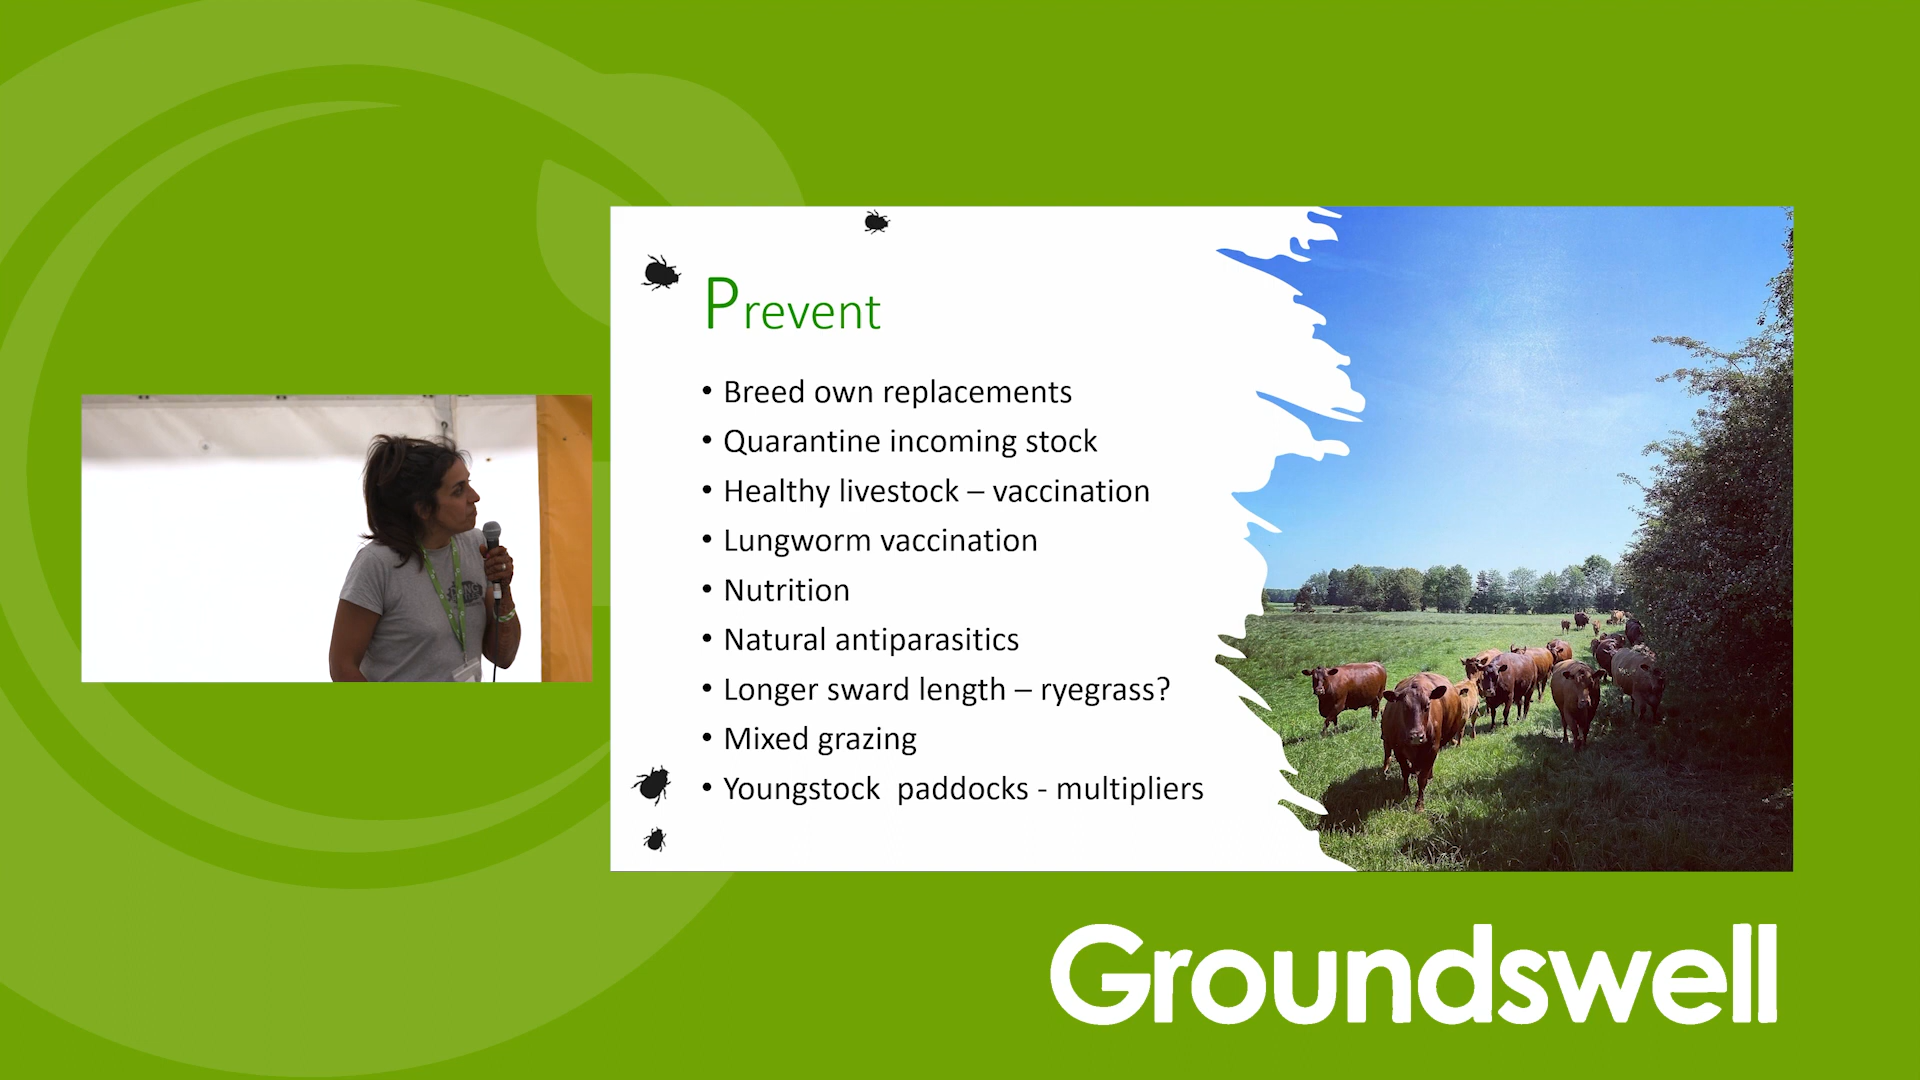 Prevent
• Breed own replacements
• Quarantine incoming stock
• Healthy livestock – vaccination
• Lungworm vaccination
• Nutrition
• Natural antiparasitics
• Longer sward length – ryegrass?
• Mixed grazing
• Youngstock  paddocks - multipliers
Groundswell